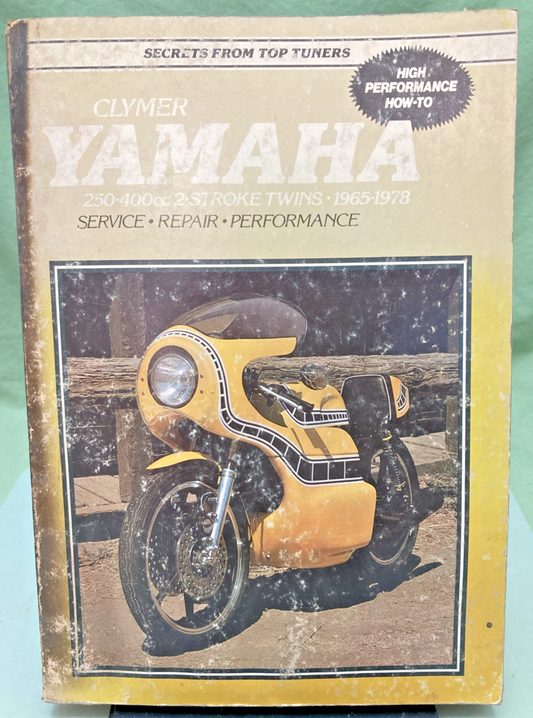 SECRETS FROM TOP TUNERS
HIGH
PERFORMANCE
HOW-TO
CLYMER
YAMAHA
250-400cc 2-STROKE TWINS • 1965-1978
SERVICE • REPAIR • PERFORMANCE